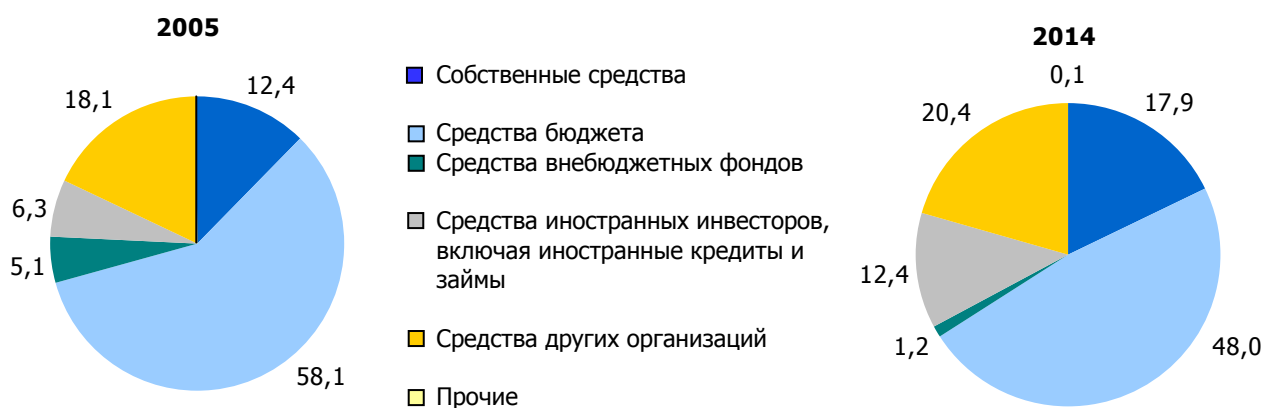 2005
18,1
12,4
6,3
5,1
58,1
Собственные средства
Средства бюджета
Средства внебюджетных фондов
Средства иностранных инвесторов,
включая иностранные кредиты и
займы
Средства других организаций
Прочие
2014
0,1
20,4
17,9
12,4
1,2
48,0